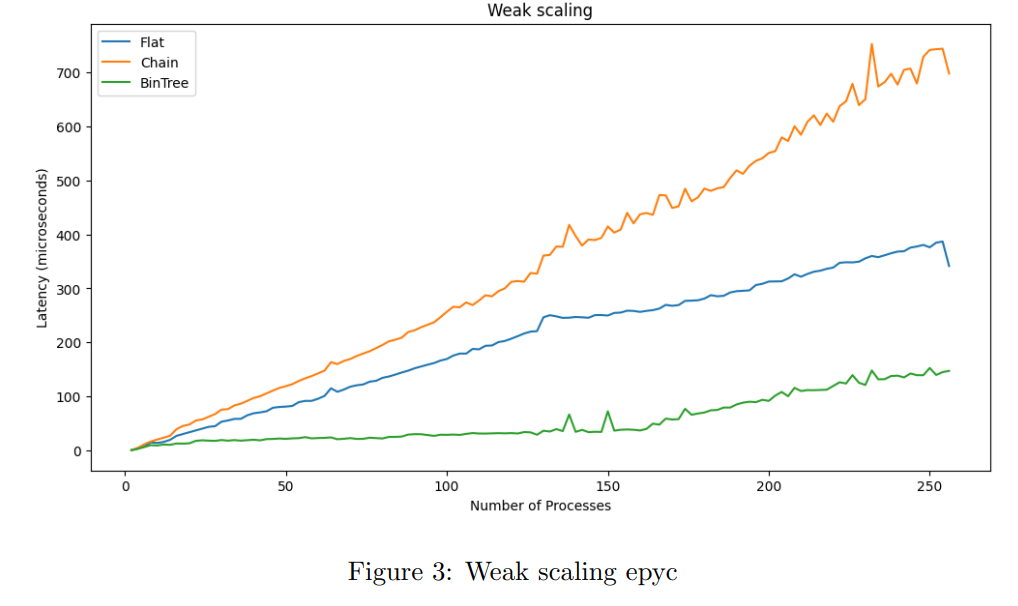 Weak scaling
Flat
Chain
BinTree
Latency (microseconds)
700
600
500
400
300
200
100
0
0 50 100 150 200 250
Number of Processes
Figure 3: Weak scaling epyc